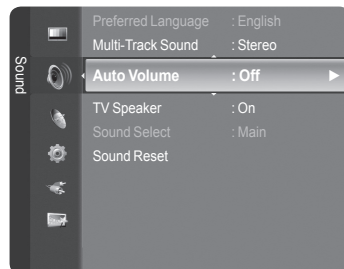 Sound
Preferred Language : English
Multi-Track Sound : Stereo
Auto Volume : Off
TV Speaker : On
Sound Select : Main
Sound Reset